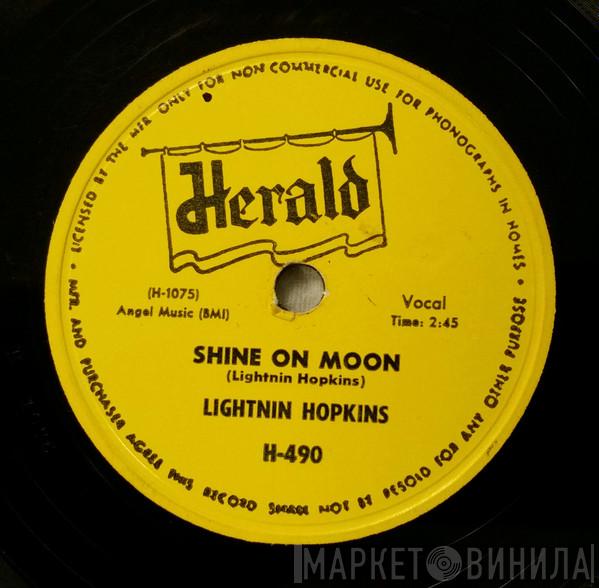 LICENSED BY THE MFR ONLY FOR NON COMMERCIAL USE FOR PHONOGRAPHS IN HOMES • MFR. AND PURCHASER AGREE THIS RECORD SHALL NOT BE RESOLD FOR ANY OTHER PURPOSE •
Herald
(H-1075)
Angel Music (BMI)
Vocal
Time: 2:45
SHINE ON MOON
(Lightnin Hopkins)
LIGHTNIN HOPKINS
H-490
МАРКЕТ ВИНИЛА